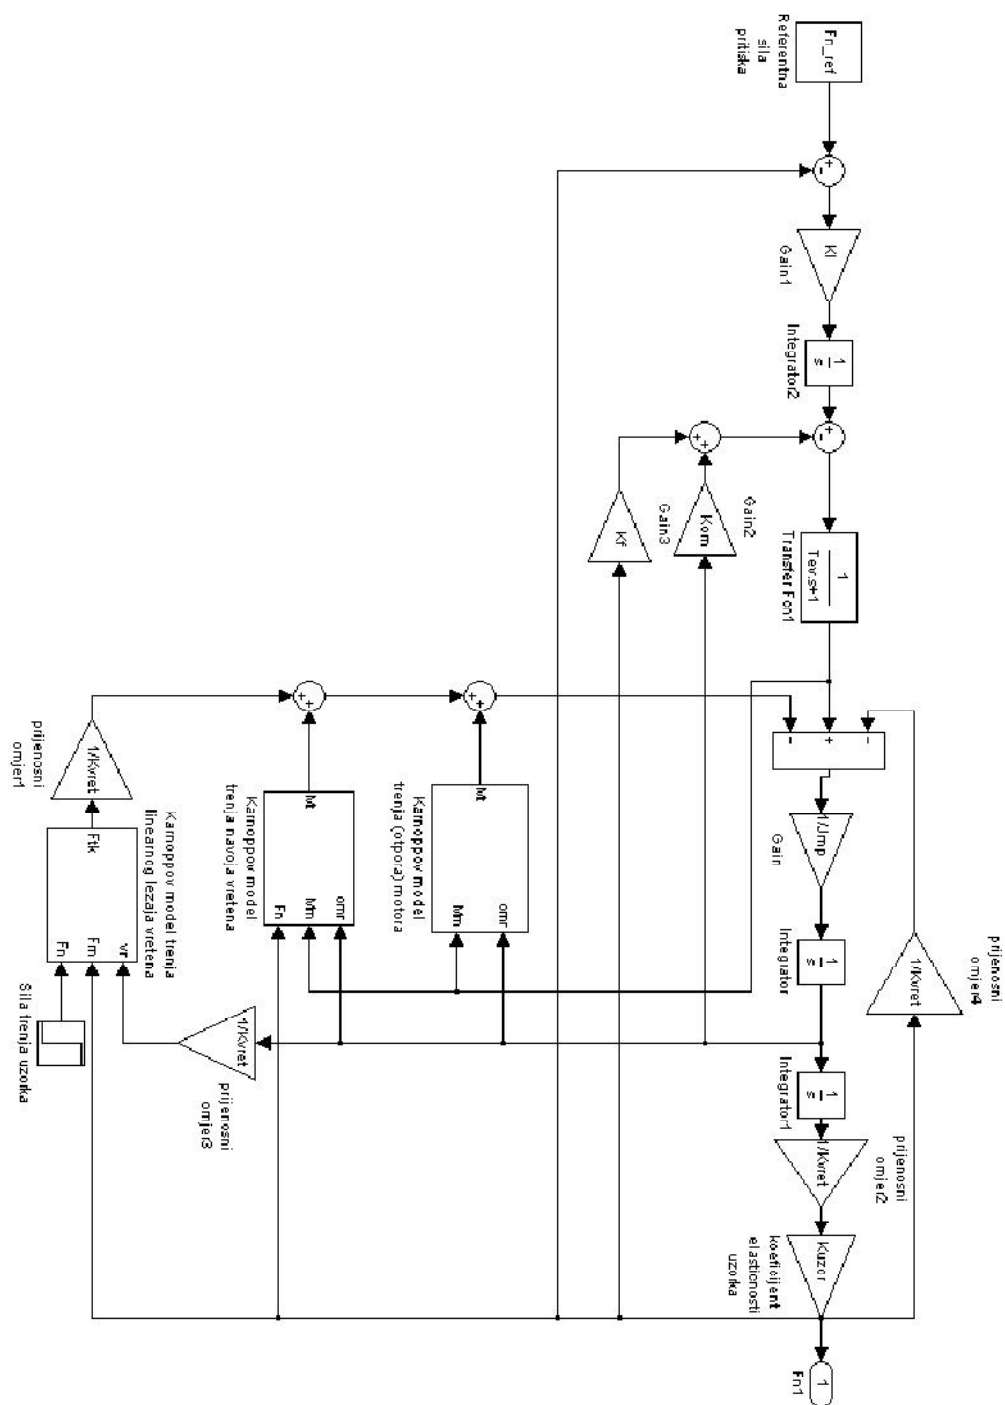 Fn_ref
Referentna
sila
pritiska
+
-
KI
Gain1
1
s
Integrator2
+
-
+
+
Kvm
Gain2
Kf
Gain3
1
Tev.s+1
Transfer Fcn1
-
+
-
1/Jmp
Gain
1
s
Integrator
1
s
Integrator1
1/Kvret
prijenosni
omjer2
Kuzor
koeficijent
elasticnosti
uzorka
1
Fn1
1/Kvret
prijenosni
omjer4
+
+
Mt
omr
Mm
Karnoppov model
trenja (otpora) motora
+
+
Mt
omr
Mm
Fn
Karnoppov model
trenja navoja vretena
1/Kvret
prijenosni
omjer3
1/Kvret
prijenosni
omjer1
Ftk
vr
Fm
Fn
Karnoppov model trenja
linearnog lezaja vretena
Sila trenja uzorka